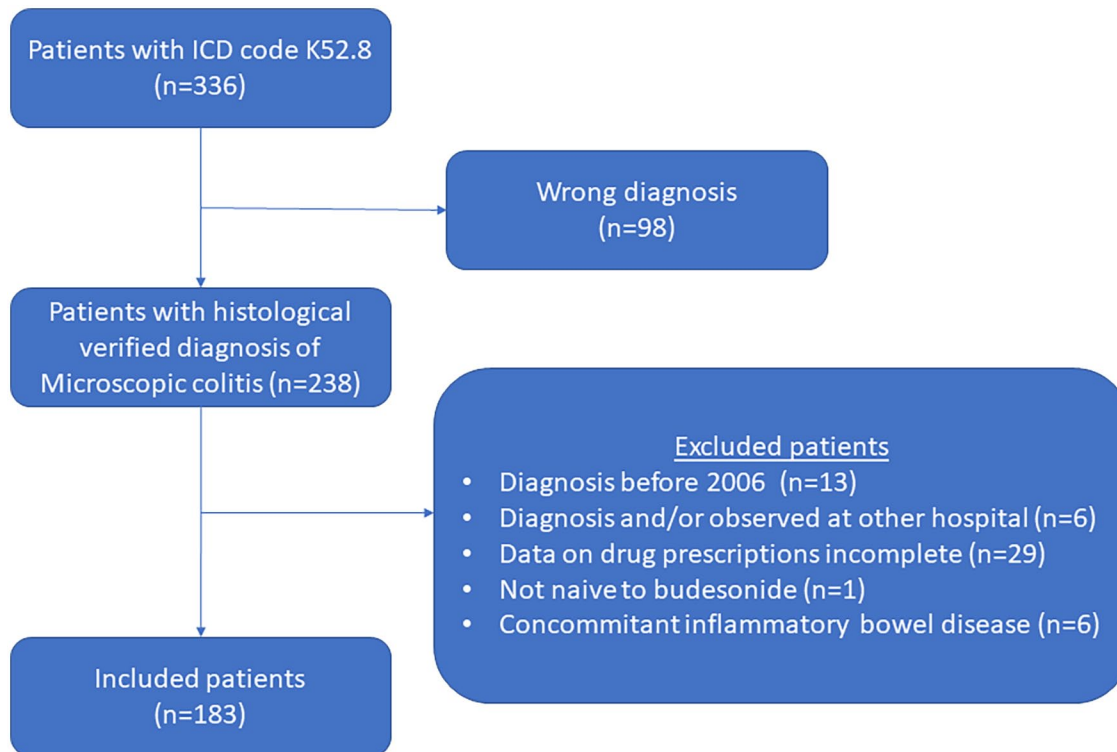 Patients with ICD code K52.8
(n=336)
Wrong diagnosis
(n=98)
Patients with histological
verified diagnosis of
Microscopic colitis (n=238)
Excluded patients
• Diagnosis before 2006 (n=13)
• Diagnosis and/or observed at other hospital (n=6)
• Data on drug prescriptions incomplete (n=29)
• Not naive to budesonide (n=1)
• Concommitant inflammatory bowel disease (n=6)
Included patients
(n=183)